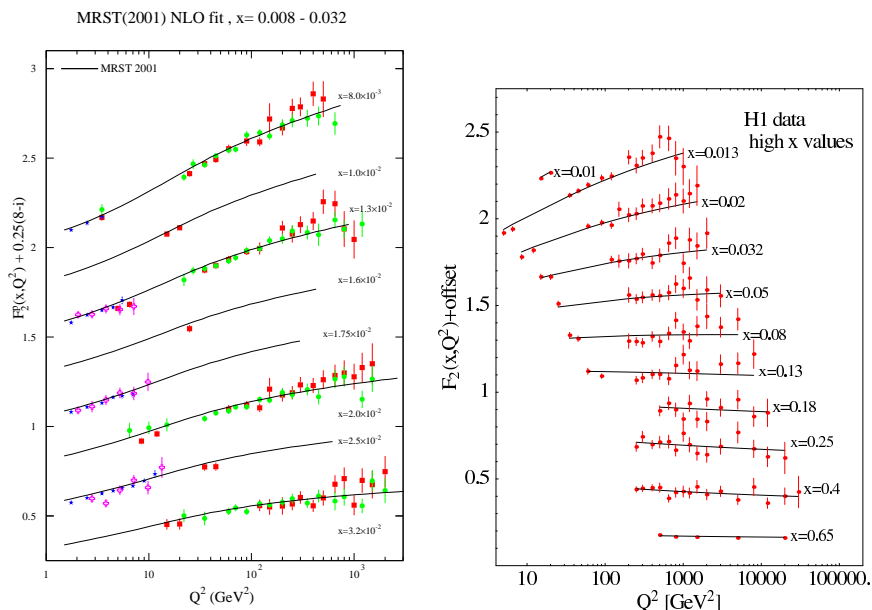 MRST(2001) NLO fit , x= 0.008 - 0.032
3
2.5
2
1.5
1
0.5
F₂ᵖ(x,Q²) + 0.25(8-i)
MRST 2001
x=8.0×10⁻³
x=1.0×10⁻²
x=1.3×10⁻²
x=1.6×10⁻²
x=1.75×10⁻²
x=2.0×10⁻²
x=2.5×10⁻²
x=3.2×10⁻²
1 10 10² 10³
Q² (GeV²)
H1 data
high x values
2.5
2
1.5
1
0.5
F₂(x,Q²)+offset
x=0.01
x=0.013
x=0.02
x=0.032
x=0.05
x=0.08
x=0.13
x=0.18
x=0.25
x=0.4
x=0.65
10 100 1000 10000 100000.
Q² [GeV²]